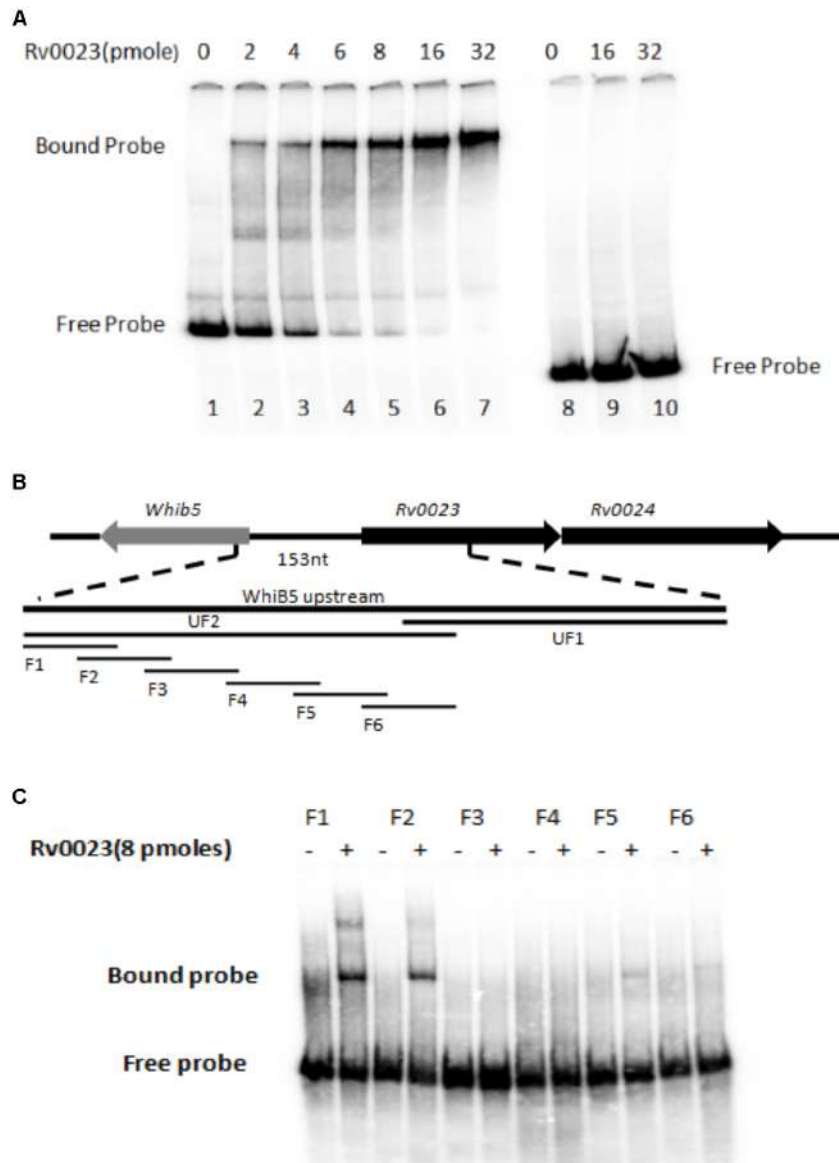 A
Rv0023(pmole) 0 2 4 6 8 16 32 0 16 32
Bound Probe
Free Probe
Free Probe
1 2 3 4 5 6 7 8 9 10
B
Whib5 Rv0023 Rv0024
153nt
WhiB5 upstream
UF2
UF1
F1
F2
F3
F4
F5
F6
C
F1 F2 F3 F4 F5 F6
Rv0023(8 pmoles) - + - + - + - + - + - +
Bound probe
Free probe